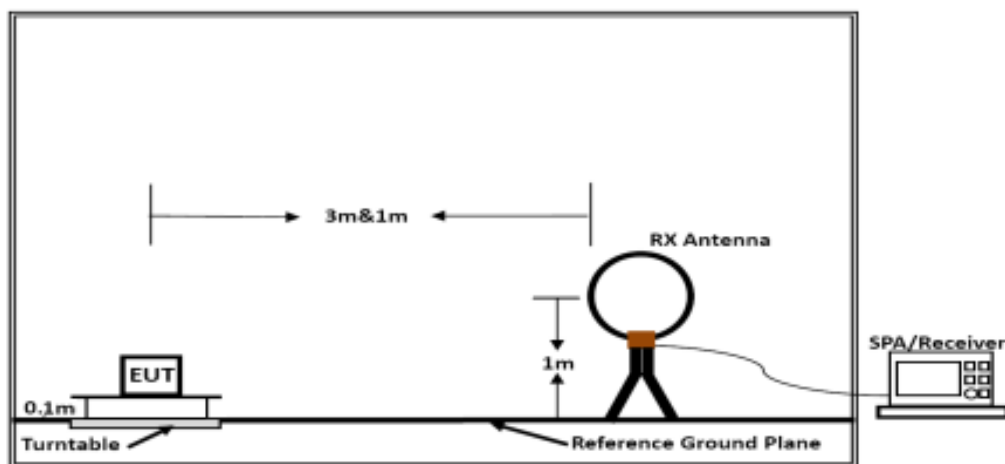 3m&1m
RX Antenna
1m
SPA/Receiver
EUT
0.1m
Turntable
Reference Ground Plane